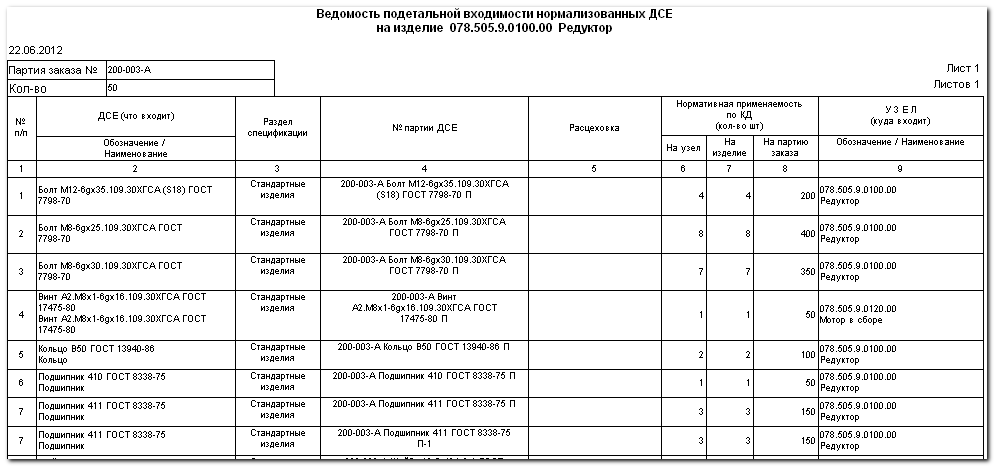 Ведомость подетальной входимости нормализованных ДСЕ
на изделие 078.505.9.0100.00 Редуктор
22.06.2012
Партия заказа № 200-003-А
Лист 1
Кол-во 50
Листов 1
№ п/п
ДСЕ (что входит)
Обозначение / Наименование
Раздел спецификации
№ партии ДСЕ
Расцеховка
Нормативная применяемость по КД (кол-во шт)
На узел
На изделие
На партию заказа
У З Е Л (куда входит)
Обозначение / Наименование
1 2 3 4 5 6 7 8 9
1
Болт М12-6gх35.109.30ХГСА (S18) ГОСТ
7798-70
Стандартные
изделия
200-003-А Болт М12-6gх35.109.30ХГСА
(S18) ГОСТ 7798-70 П
4 4 200
078.505.9.0100.00
Редуктор
2
Болт М8-6gх25.109.30ХГСА ГОСТ
7798-70
Стандартные
изделия
200-003-А Болт М8-6gх25.109.30ХГСА
ГОСТ 7798-70 П
8 8 400
078.505.9.0100.00
Редуктор
3
Болт М8-6gх30.109.30ХГСА ГОСТ
7798-70
Стандартные
изделия
200-003-А Болт М8-6gх30.109.30ХГСА
ГОСТ 7798-70 П
7 7 350
078.505.9.0100.00
Редуктор
4
Винт А2.М8х1-6gх16.109.30ХГСА ГОСТ
17475-80
Винт А2.М8х1-6gх16.109.30ХГСА ГОСТ
17475-80
Стандартные
изделия
200-003-А Винт
А2.М8х1-6gх16.109.30ХГСА ГОСТ
17475-80 П
1 1 50
078.505.9.0120.00
Мотор в сборе
5
Кольцо В50 ГОСТ 13940-86
Кольцо
Стандартные
изделия
200-003-А Кольцо В50 ГОСТ 13940-86 П
2 2 100
078.505.9.0100.00
Редуктор
6
Подшипник 410 ГОСТ 8338-75
Подшипник
Стандартные
изделия
200-003-А Подшипник 410 ГОСТ 8338-75 П
1 1 50
078.505.9.0100.00
Редуктор
7
Подшипник 411 ГОСТ 8338-75
Подшипник
Стандартные
изделия
200-003-А Подшипник 411 ГОСТ 8338-75 П
3 3 150
078.505.9.0100.00
Редуктор
7
Подшипник 411 ГОСТ 8338-75
Подшипник
Стандартные
изделия
200-003-А Подшипник 411 ГОСТ 8338-75
П-1
3 3 150
078.505.9.0100.00
Редуктор